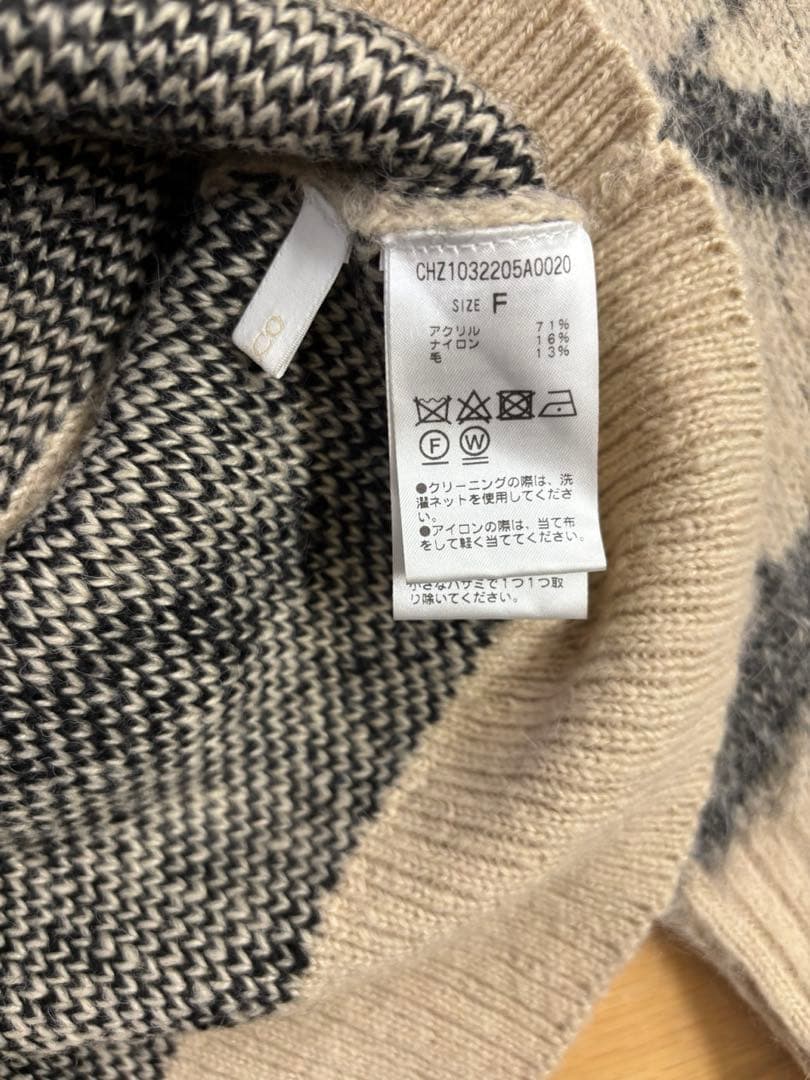 CHZ1032205A0020
SIZE F
アクリル 71%
ナイロン 16%
毛 13%
F W
●クリーニングの際は、洗
濯ネットを使用してくださ
い。
●アイロンの際は、当て布
をして軽く当ててください。
小さなハサミで1つ1つ取
り除いてください。
co